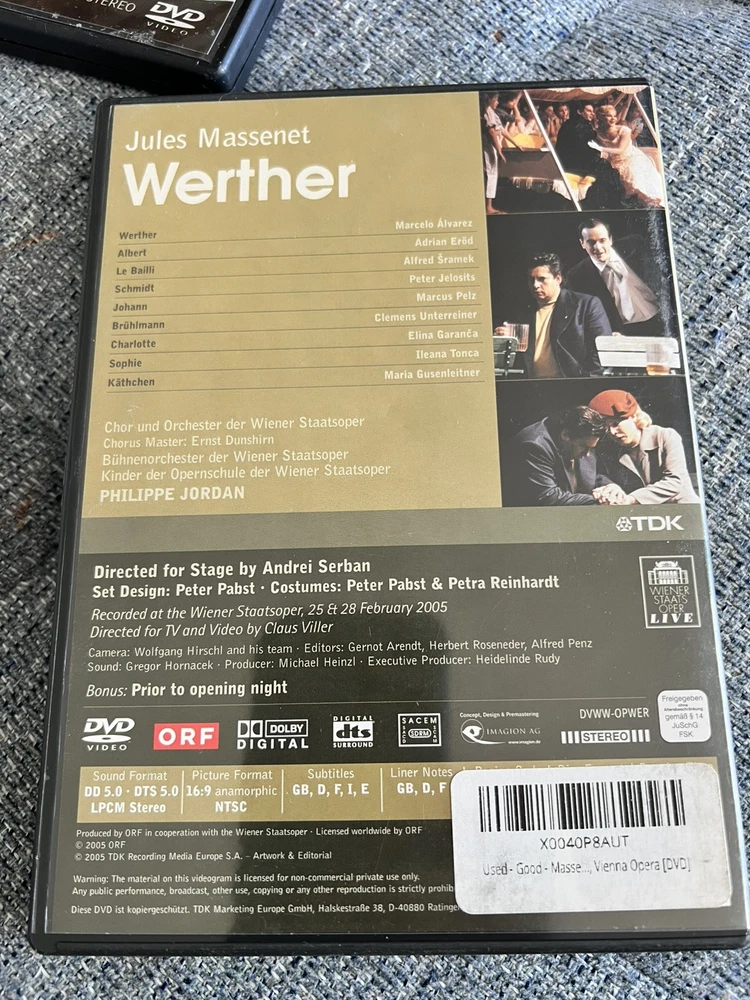 STEREO
DVD
VIDEO
Jules Massenet
Werther
Werther Marcelo Álvarez
Albert Adrian Eröd
Le Bailli Alfred Šramek
Schmidt Peter Jelosits
Johann Marcus Pelz
Brühlmann Clemens Unterreiner
Charlotte Elina Garanča
Sophie Ileana Tonca
Käthchen Maria Gusenleitner
Chor und Orchester der Wiener Staatsoper
Chorus Master: Ernst Dunshirn
Bühnenorchester der Wiener Staatsoper
Kinder der Opernschule der Wiener Staatsoper
PHILIPPE JORDAN
TDK
Directed for Stage by Andrei Serban
Set Design: Peter Pabst · Costumes: Peter Pabst & Petra Reinhardt
Recorded at the Wiener Staatsoper, 25 & 28 February 2005
Directed for TV and Video by Claus Viller
Camera: Wolfgang Hirschl and his team · Editors: Gernot Arendt, Herbert Roseneder, Alfred Penz
Sound: Gregor Hornacek · Producer: Michael Heinzl · Executive Producer: Heidelinde Rudy
WIENER
STAATS
OPER
LIVE
Bonus: Prior to opening night
DVD
VIDEO
ORF
DOLBY
DIGITAL
DIGITAL
dts
SURROUND
SACEM
SDRM
Concept, Design & Premastering
IMAGION AG
www.imagion.de
DVWW-OPWER
STEREO
Freigegeben
ohne
Altersbeschränkung
gemäß § 14
JuSchG
FSK
Sound Format
DD 5.0 · DTS 5.0
LPCM Stereo
Picture Format
16:9 anamorphic
NTSC
Subtitles
GB, D, F, I, E
Liner Notes
GB, D, F
X0040P8AUT
Used - Good - Masse..., Vienna Opera [DVD]
Produced by ORF in cooperation with the Wiener Staatsoper · Licensed worldwide by ORF
© 2005 ORF
© 2005 TDK Recording Media Europe S.A. – Artwork & Editorial
Warning: The material on this videogram is licensed for non-commercial private use only.
Any public performance, broadcast, other use, copying or any other reproduction is strictly prohib
Diese DVD ist kopiergeschützt. TDK Marketing Europe GmbH, Halskestraße 38, D-40880 Ratingen